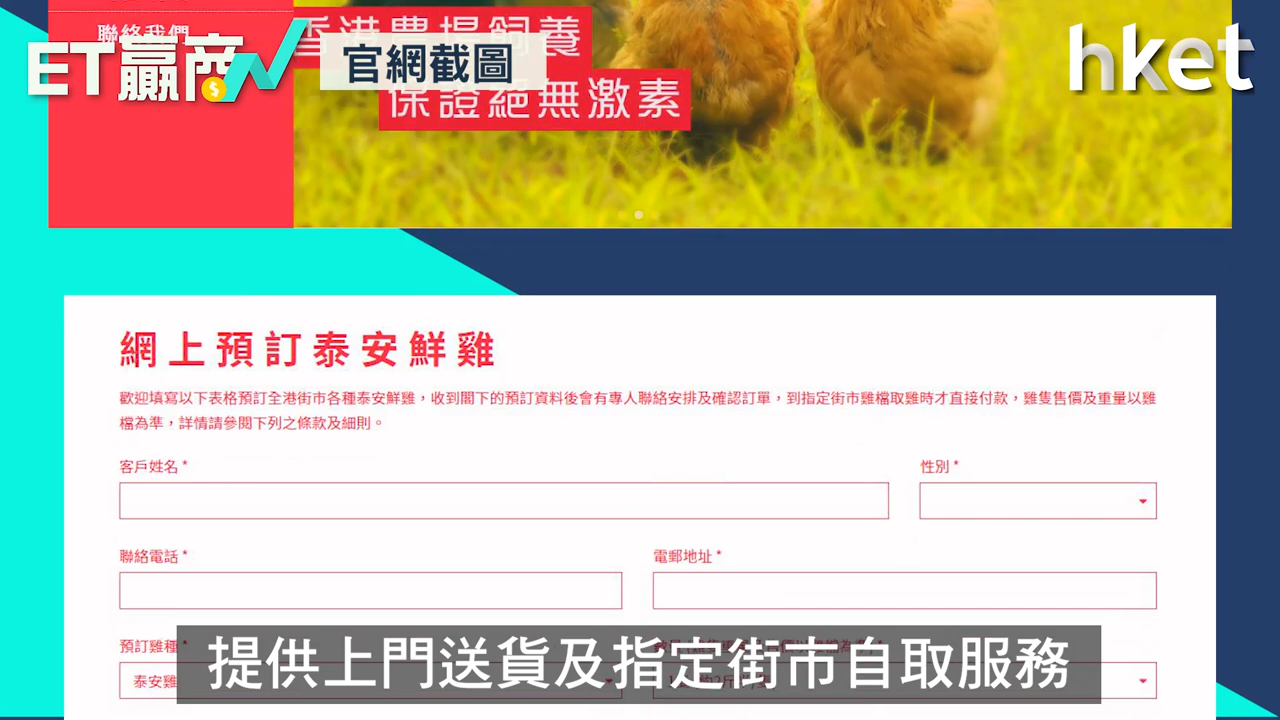 聯絡我們
ET贏商
hket
香港農場飼養
官網截圖
保證絕無激素
網上預訂泰安鮮雞
歡迎填寫以下表格預訂全港街市各種泰安鮮雞，收到閣下的預訂資料後會有專人聯絡安排及確認訂單，到指定街市雞檔取雞時才直接付款，雞隻售價及重量以雞
檔為準，詳情請參閱下列之條款及細則。
客戶姓名 *
性別 *
聯絡電話 *
電郵地址 *
預訂雞種 *
泰安雞
提供上門送貨及指定街市自取服務